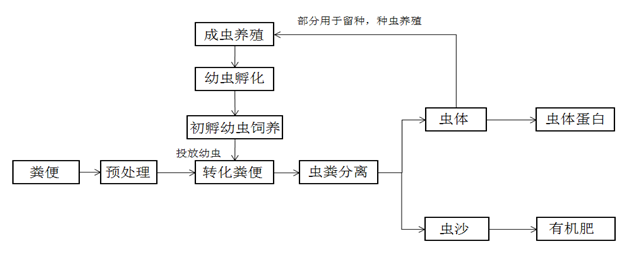 部分用于留种，种虫养殖
成虫养殖
幼虫孵化
初孵幼虫饲养
虫体
虫体蛋白
投放幼虫
粪便
预处理
转化粪便
虫粪分离
虫沙
有机肥